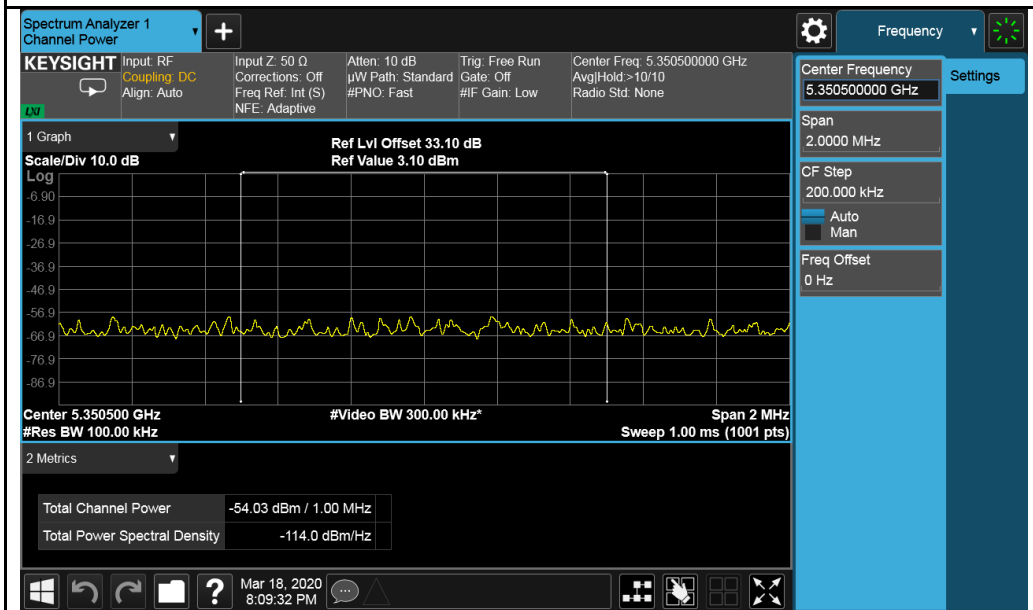 Spectrum Analyzer 1
Channel Power
+
Frequency
KEYSIGHT
LXI
Input: RF
Coupling: DC
Align: Auto
Input Z: 50 Ω
Corrections: Off
Freq Ref: Int (S)
NFE: Adaptive
Atten: 10 dB
µW Path: Standard
#PNO: Fast
Trig: Free Run
Gate: Off
#IF Gain: Low
Center Freq: 5.350500000 GHz
Avg|Hold:>10/10
Radio Std: None
1 Graph
Scale/Div 10.0 dB
Ref Lvl Offset 33.10 dB
Ref Value 3.10 dBm
Log
-6.90
-16.9
-26.9
-36.9
-46.9
-56.9
-66.9
-76.9
-86.9
Center 5.350500 GHz
#Video BW 300.00 kHz*
Span 2 MHz
#Res BW 100.00 kHz
Sweep 1.00 ms (1001 pts)
2 Metrics
Total Channel Power -54.03 dBm / 1.00 MHz
Total Power Spectral Density -114.0 dBm/Hz
?
Mar 18, 2020
8:09:32 PM
Center Frequency
5.350500000 GHz
Span
2.0000 MHz
CF Step
200.000 kHz
Auto
Man
Freq Offset
0 Hz
Settings